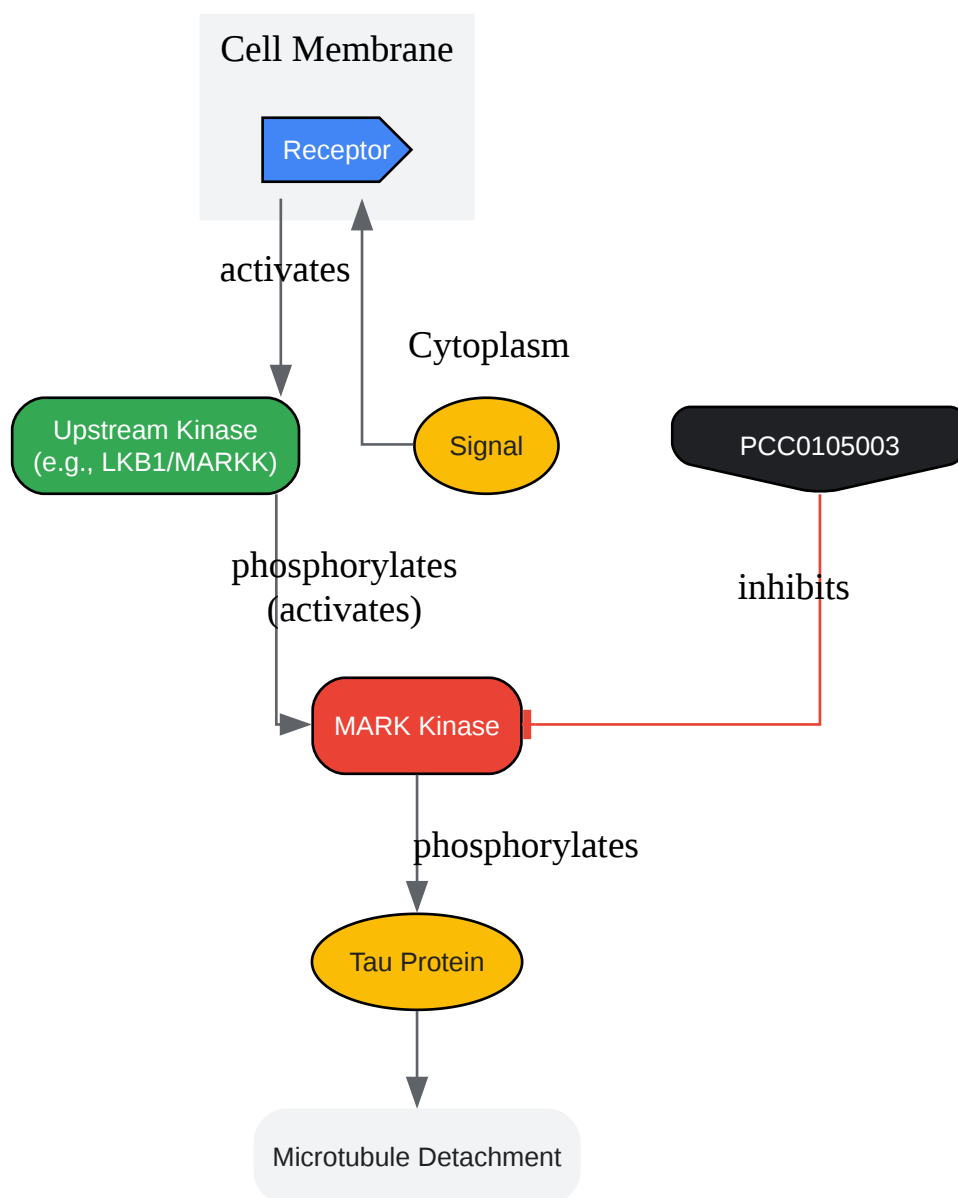 Cell Membrane
Receptor
activates
Cytoplasm
Upstream Kinase
(e.g., LKB1/MARKK)
Signal
PCC0105003
phosphorylates
(activates)
inhibits
MARK Kinase
phosphorylates
Tau Protein
Microtubule Detachment